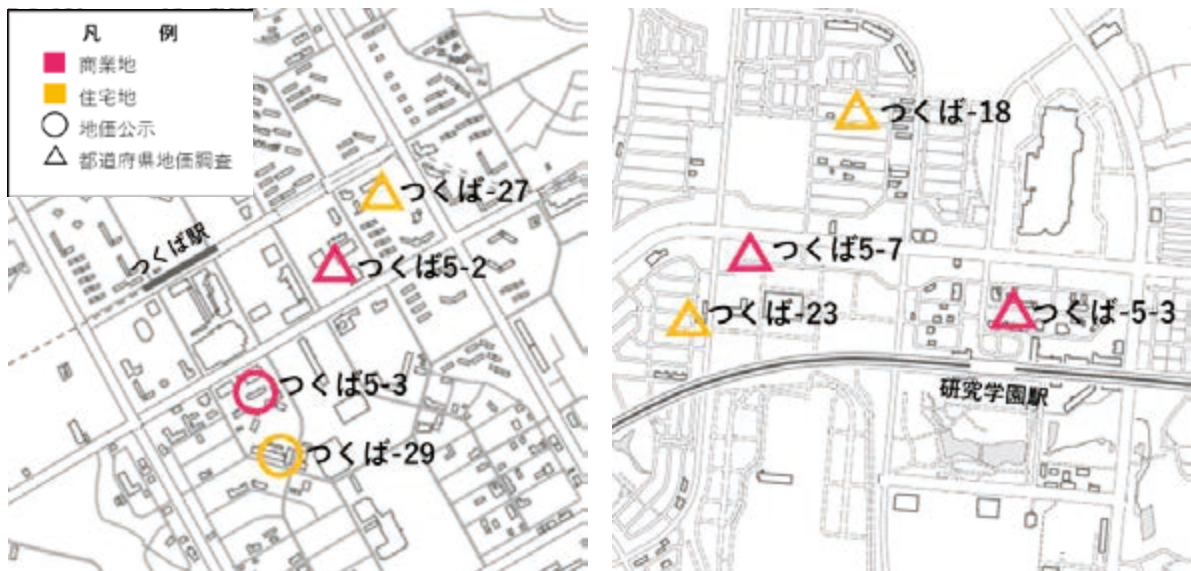 凡 例
商業地
住宅地
地価公示
都道府県地価調査
つくば-27
つくば駅
つくば5-2
つくば5-3
つくば-29
つくば-18
つくば5-7
つくば-23
つくば-5-3
研究学園駅